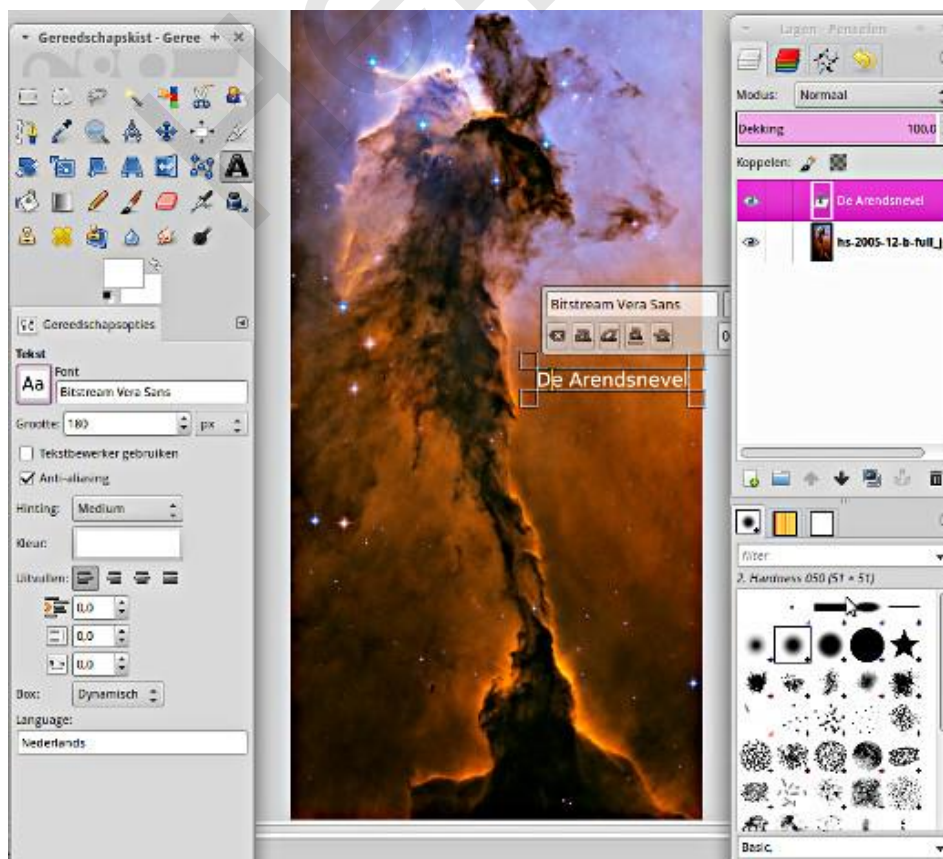 Gereedschapskist - Geree
Gereedschapsopties
Tekst
Aa
Font
Bitstream Vera Sans
Grootte: 180 px
Tekstbewerker gebruiken
Anti-aliasing
Hinting: Medium
Kleur:
Uitvullen:
0,0
0,0
0,0
Box: Dynamisch
Language:
Nederlands
Bitstream Vera Sans
De Arendsnevel
Lagen - Penselen
Modus: Normaal
Dekking 100,0
Koppelen:
De Arendsnevel
hs-2005-12-b-full_j
filter
2. Hardness 050 (51 × 51)
Basic,